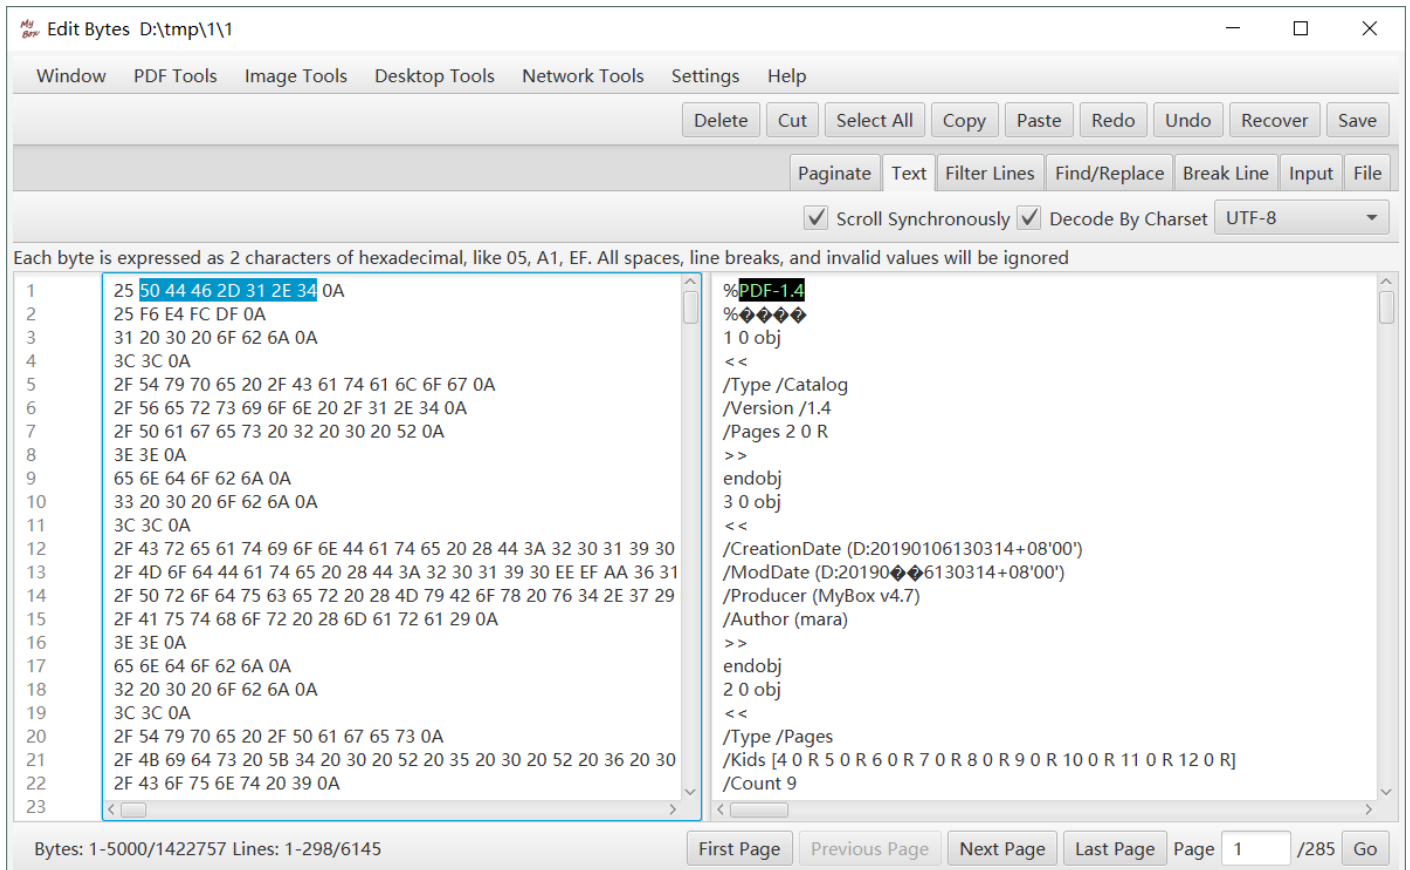 My Box Edit Bytes D:\tmp\1\1
Window PDF Tools Image Tools Desktop Tools Network Tools Settings Help
Delete Cut Select All Copy Paste Redo Undo Recover Save
Paginate Text Filter Lines Find/Replace Break Line Input File
Scroll Synchronously Decode By Charset UTF-8
Each byte is expressed as 2 characters of hexadecimal, like 05, A1, EF. All spaces, line breaks, and invalid values will be ignored
1 25 50 44 46 2D 31 2E 34 0A %PDF-1.4
2 25 F6 E4 FC DF 0A %����
3 31 20 30 20 6F 62 6A 0A 1 0 obj
4 3C 3C 0A <<
5 2F 54 79 70 65 20 2F 43 61 74 61 6C 6F 67 0A /Type /Catalog
6 2F 56 65 72 73 69 6F 6E 20 2F 31 2E 34 0A /Version /1.4
7 2F 50 61 67 65 73 20 32 20 30 20 52 0A /Pages 2 0 R
8 3E 3E 0A >>
9 65 6E 64 6F 62 6A 0A endobj
10 33 20 30 20 6F 62 6A 0A 3 0 obj
11 3C 3C 0A <<
12 2F 43 72 65 61 74 69 6F 6E 44 61 74 65 20 28 44 3A 32 30 31 39 30 /CreationDate (D:20190106130314+08'00')
13 2F 4D 6F 64 44 61 74 65 20 28 44 3A 32 30 31 39 30 EE EF AA 36 31 /ModDate (D:20190��6130314+08'00')
14 2F 50 72 6F 64 75 63 65 72 20 28 4D 79 42 6F 78 20 76 34 2E 37 29 /Producer (MyBox v4.7)
15 2F 41 75 74 68 6F 72 20 28 6D 61 72 61 29 0A /Author (mara)
16 3E 3E 0A >>
17 65 6E 64 6F 62 6A 0A endobj
18 32 20 30 20 6F 62 6A 0A 2 0 obj
19 3C 3C 0A <<
20 2F 54 79 70 65 20 2F 50 61 67 65 73 0A /Type /Pages
21 2F 4B 69 64 73 20 5B 34 20 30 20 52 20 35 20 30 20 52 20 36 20 30 /Kids [4 0 R 5 0 R 6 0 R 7 0 R 8 0 R 9 0 R 10 0 R 11 0 R 12 0 R]
22 2F 43 6F 75 6E 74 20 39 0A /Count 9
23
Bytes: 1-5000/1422757 Lines: 1-298/6145 First Page Previous Page Next Page Last Page Page 1 /285 Go